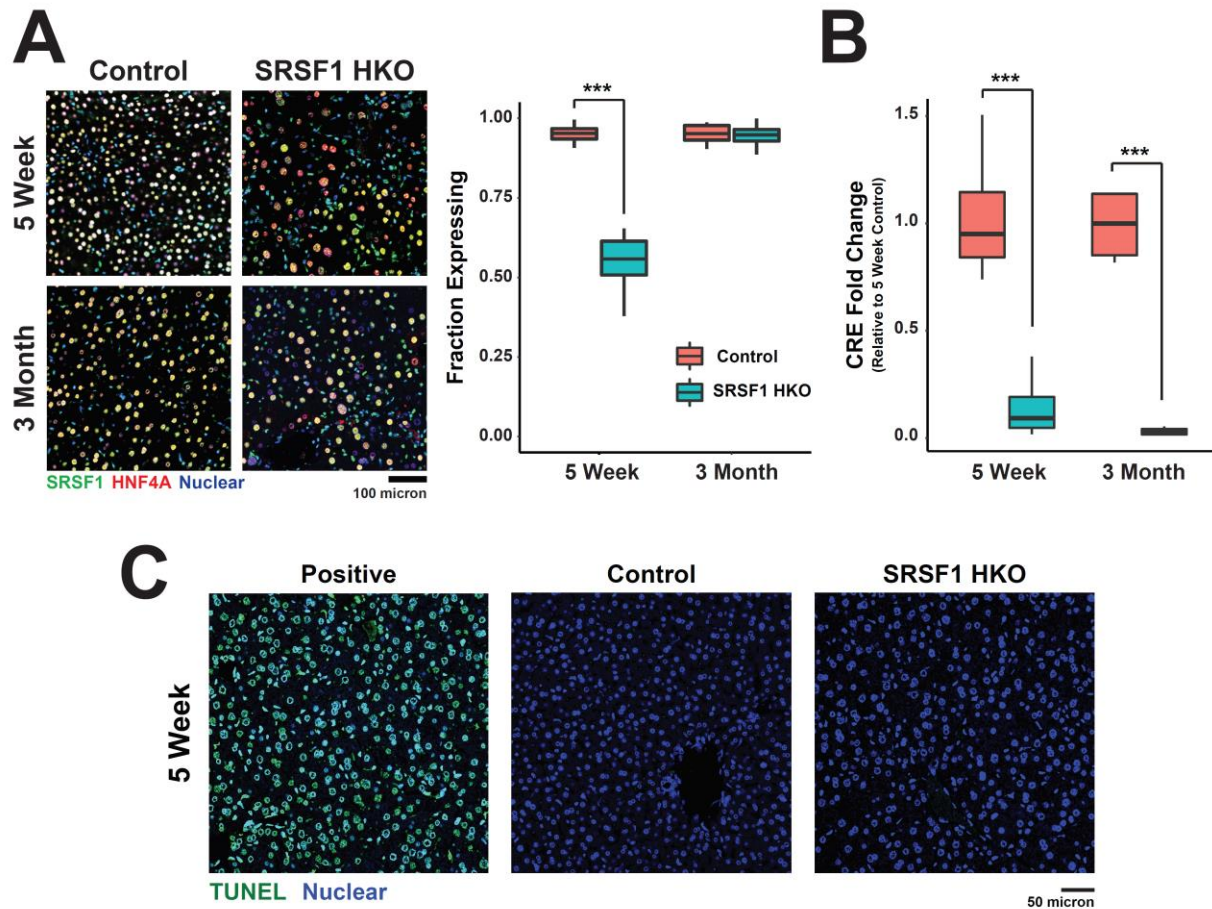 A
Control
SRSF1 HKO
5 Week
3 Month
SRSF1 HNF4A Nuclear
100 micron
Fraction Expressing
1.00
0.75
0.50
0.25
0.00
***
Control
SRSF1 HKO
5 Week
3 Month
B
CRE Fold Change
(Relative to 5 Week Control)
1.5
1.0
0.5
0.0
***
***
5 Week
3 Month
C
Positive
Control
SRSF1 HKO
5 Week
TUNEL Nuclear
50 micron